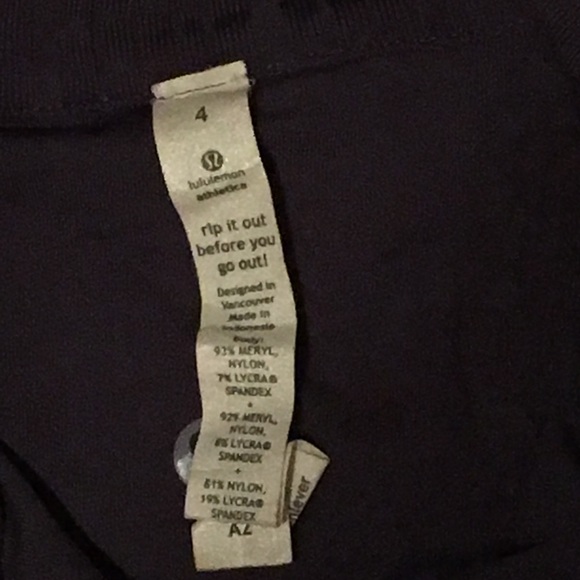 4
lululemon
athletica
rip it out
before you
go out!
Designed in
Vancouver
Made in
Indonesia
Body:
93% MERYL,
NYLON,
7% LYCRA®
SPANDEX
+
92% MERYL,
NYLON,
8% LYCRA®
SPANDEX
+
81% NYLON,
19% LYCRA®
SPANDEX